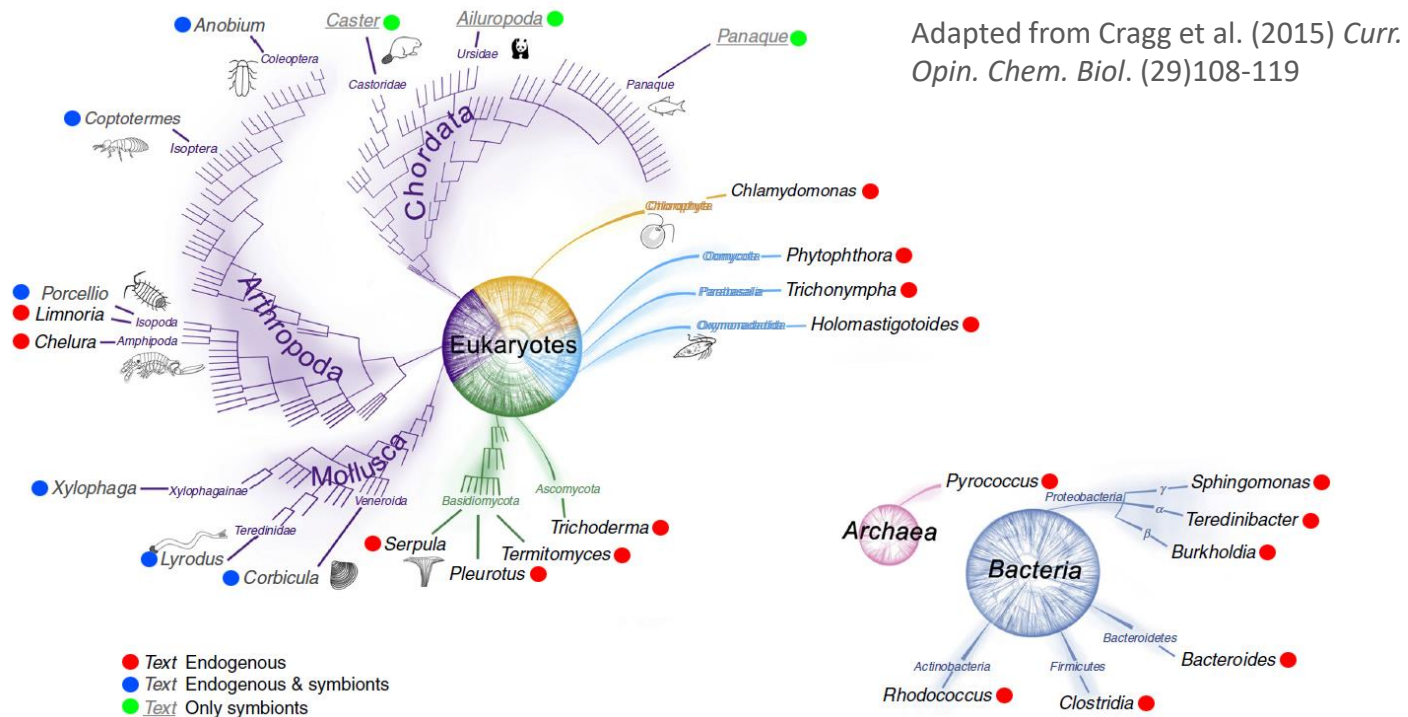 Adapted from Cragg et al. (2015) Curr.
Opin. Chem. Biol. (29)108-119
Anobium
Coleoptera
Caster
Castoridae
Ailuropoda
Ursidae
Panaque
Panaque
Coptotermes
Isoptera
Chordata
Arthropoda
Porcellio
Limnoria
Isopoda
Chelura
Amphipoda
Eukaryotes
Chlorophyta
Chlamydomonas
Oomycota
Phytophthora
Parabasalia
Trichonympha
Holomastigotoides
Mollusca
Xylophaga
Xylophagainae
Veneroida
Teredinidae
Lyrodus
Corbicula
Basidiomycota
Ascomycota
Serpula
Pleurotus
Termitomyces
Trichoderma
Pyrococcus
Archaea
Proteobacteria
γ
Sphingomonas
α
Teredinibacter
β
Burkholdia
Bacteria
Bacteroidetes
Bacteroides
Actinobacteria
Rhodococcus
Firmicutes
Clostridia
Text Endogenous
Text Endogenous & symbionts
Text Only symbionts